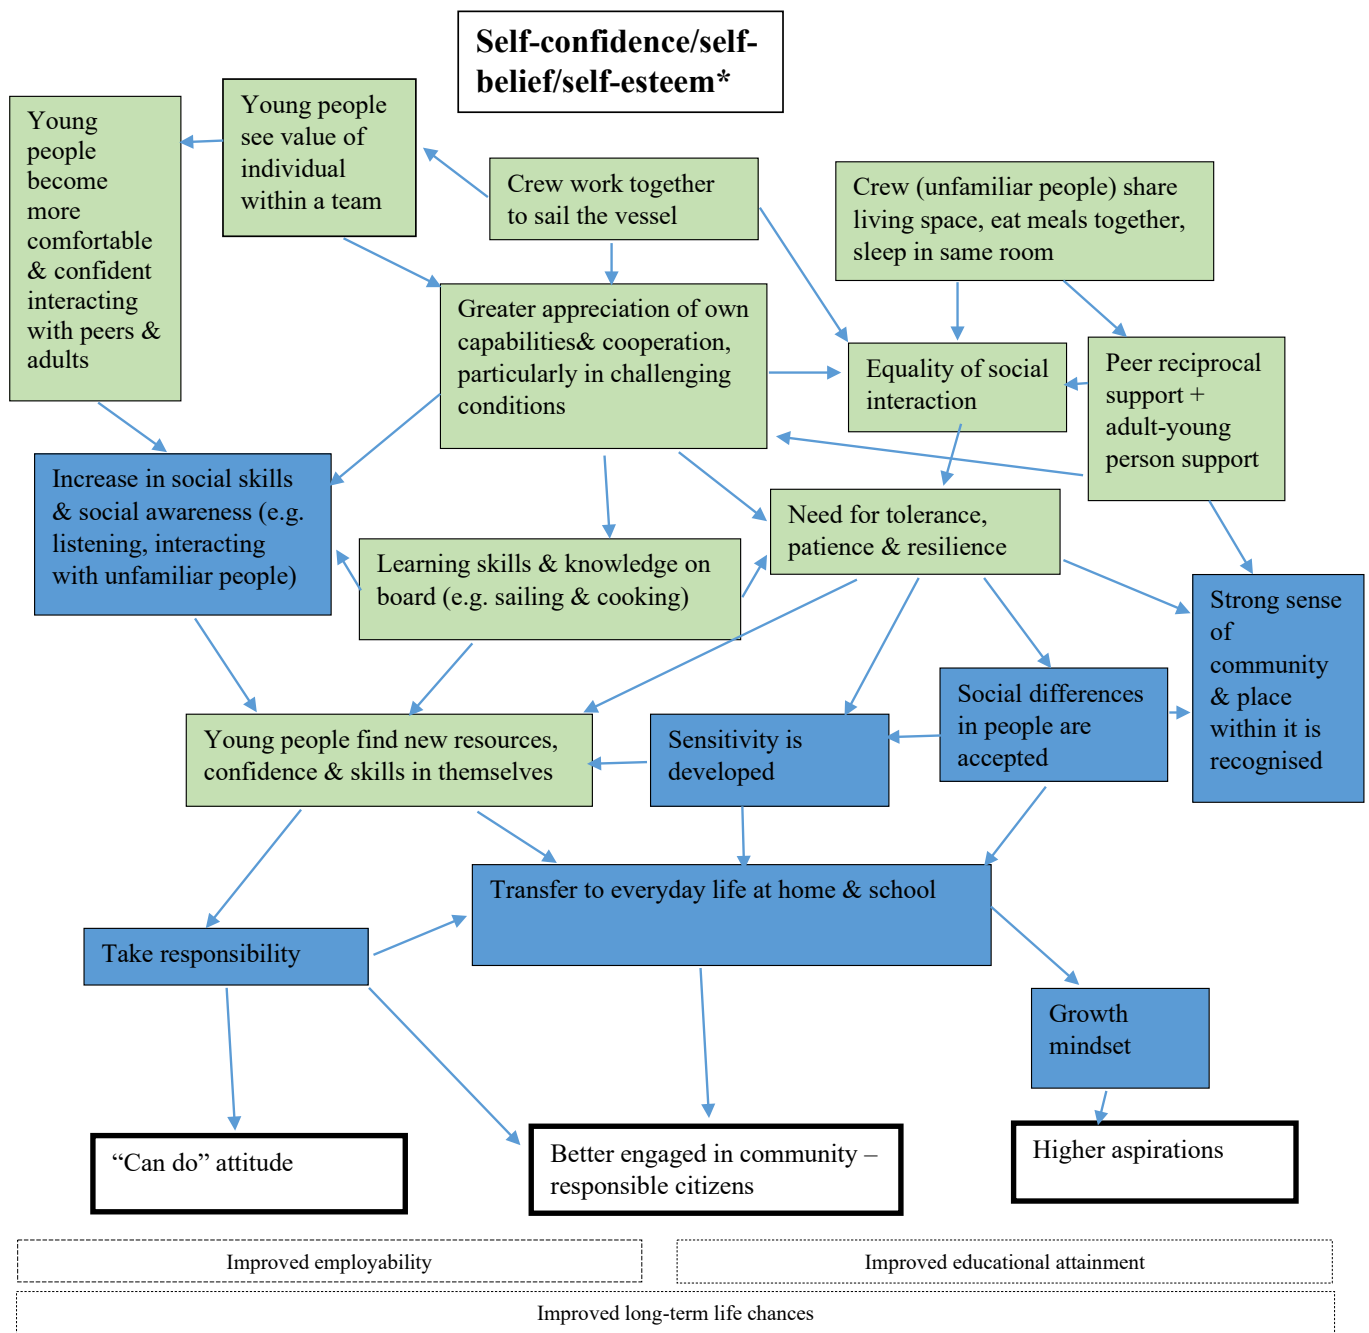 Self-confidence/self-
belief/self-esteem*
Young
people
become
more
comfortable
& confident
interacting
with peers &
adults
Young people
see value of
individual
within a team
Crew work together
to sail the vessel
Crew (unfamiliar people) share
living space, eat meals together,
sleep in same room
Greater appreciation of own
capabilities& cooperation,
particularly in challenging
conditions
Equality of social
interaction
Peer reciprocal
support +
adult-young
person support
Increase in social skills
& social awareness (e.g.
listening, interacting
with unfamiliar people)
Learning skills & knowledge on
board (e.g. sailing & cooking)
Need for tolerance,
patience & resilience
Strong sense
of
community
& place
within it is
recognised
Young people find new resources,
confidence & skills in themselves
Sensitivity is
developed
Social differences
in people are
accepted
Transfer to everyday life at home & school
Take responsibility
Growth
mindset
“Can do” attitude
Better engaged in community –
responsible citizens
Higher aspirations
Improved employability
Improved educational attainment
Improved long-term life chances